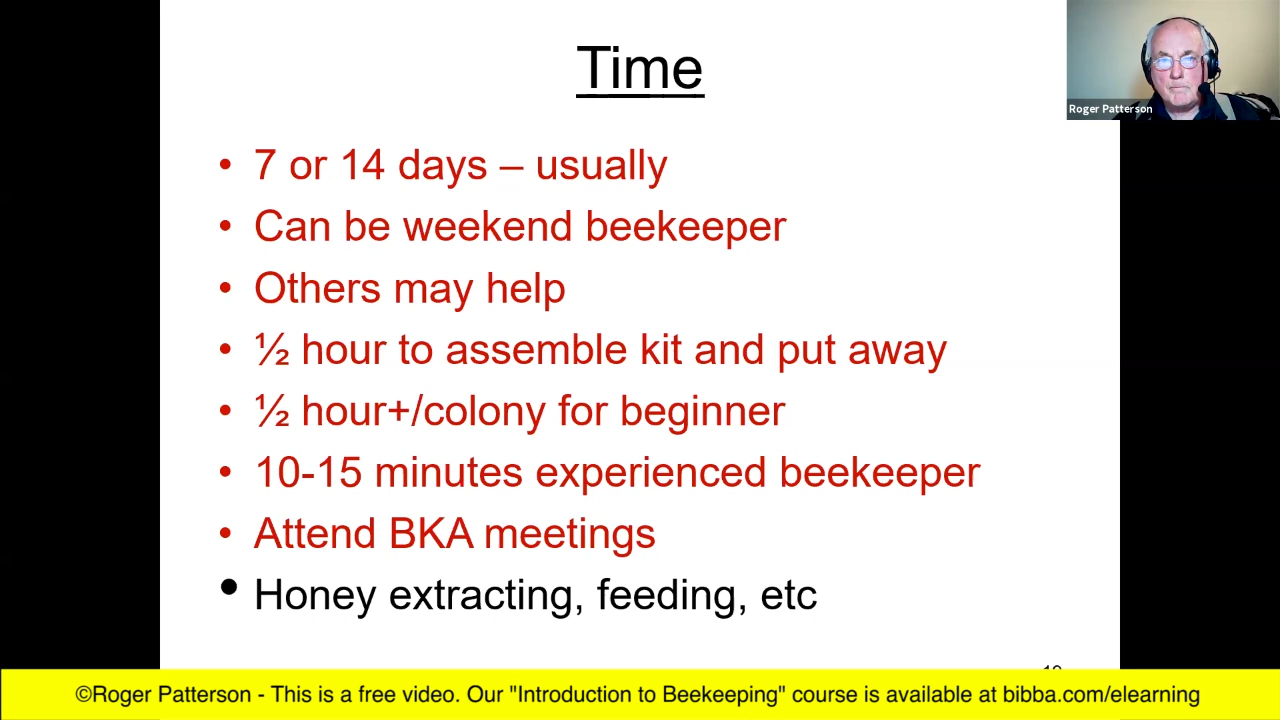 Time
Roger Patterson
• 7 or 14 days – usually
• Can be weekend beekeeper
• Others may help
• ½ hour to assemble kit and put away
• ½ hour+/colony for beginner
• 10-15 minutes experienced beekeeper
• Attend BKA meetings
• Honey extracting, feeding, etc
©Roger Patterson - This is a free video. Our "Introduction to Beekeeping" course is available at bibba.com/elearning